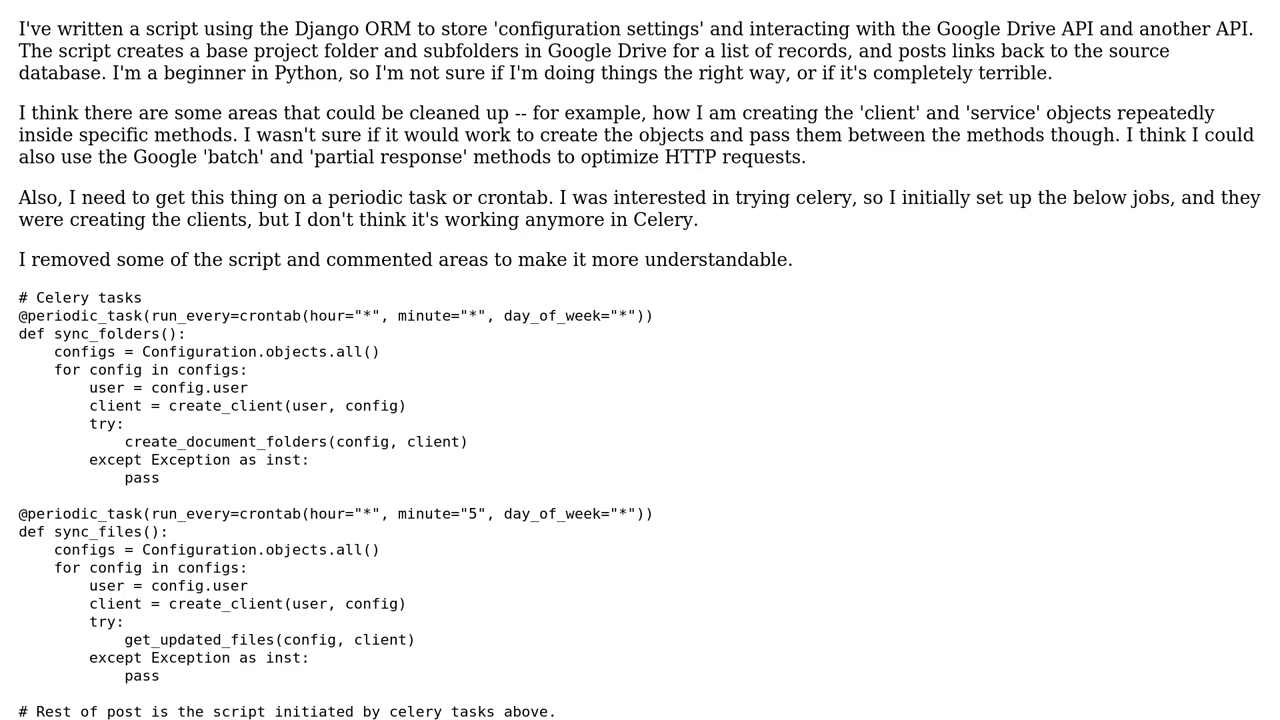 I've written a script using the Django ORM to store 'configuration settings' and interacting with the Google Drive API and another API.
The script creates a base project folder and subfolders in Google Drive for a list of records, and posts links back to the source
database. I'm a beginner in Python, so I'm not sure if I'm doing things the right way, or if it's completely terrible.
I think there are some areas that could be cleaned up -- for example, how I am creating the 'client' and 'service' objects repeatedly
inside specific methods. I wasn't sure if it would work to create the objects and pass them between the methods though. I think I could
also use the Google 'batch' and 'partial response' methods to optimize HTTP requests.
Also, I need to get this thing on a periodic task or crontab. I was interested in trying celery, so I initially set up the below jobs, and they
were creating the clients, but I don't think it's working anymore in Celery.
I removed some of the script and commented areas to make it more understandable.
# Celery tasks
@periodic_task(run_every=crontab(hour="*", minute="*", day_of_week="*"))
def sync_folders():
    configs = Configuration.objects.all()
    for config in configs:
        user = config.user
        client = create_client(user, config)
        try:
            create_document_folders(config, client)
        except Exception as inst:
            pass
@periodic_task(run_every=crontab(hour="*", minute="5", day_of_week="*"))
def sync_files():
    configs = Configuration.objects.all()
    for config in configs:
        user = config.user
        client = create_client(user, config)
        try:
            get_updated_files(config, client)
        except Exception as inst:
            pass
# Rest of post is the script initiated by celery tasks above.